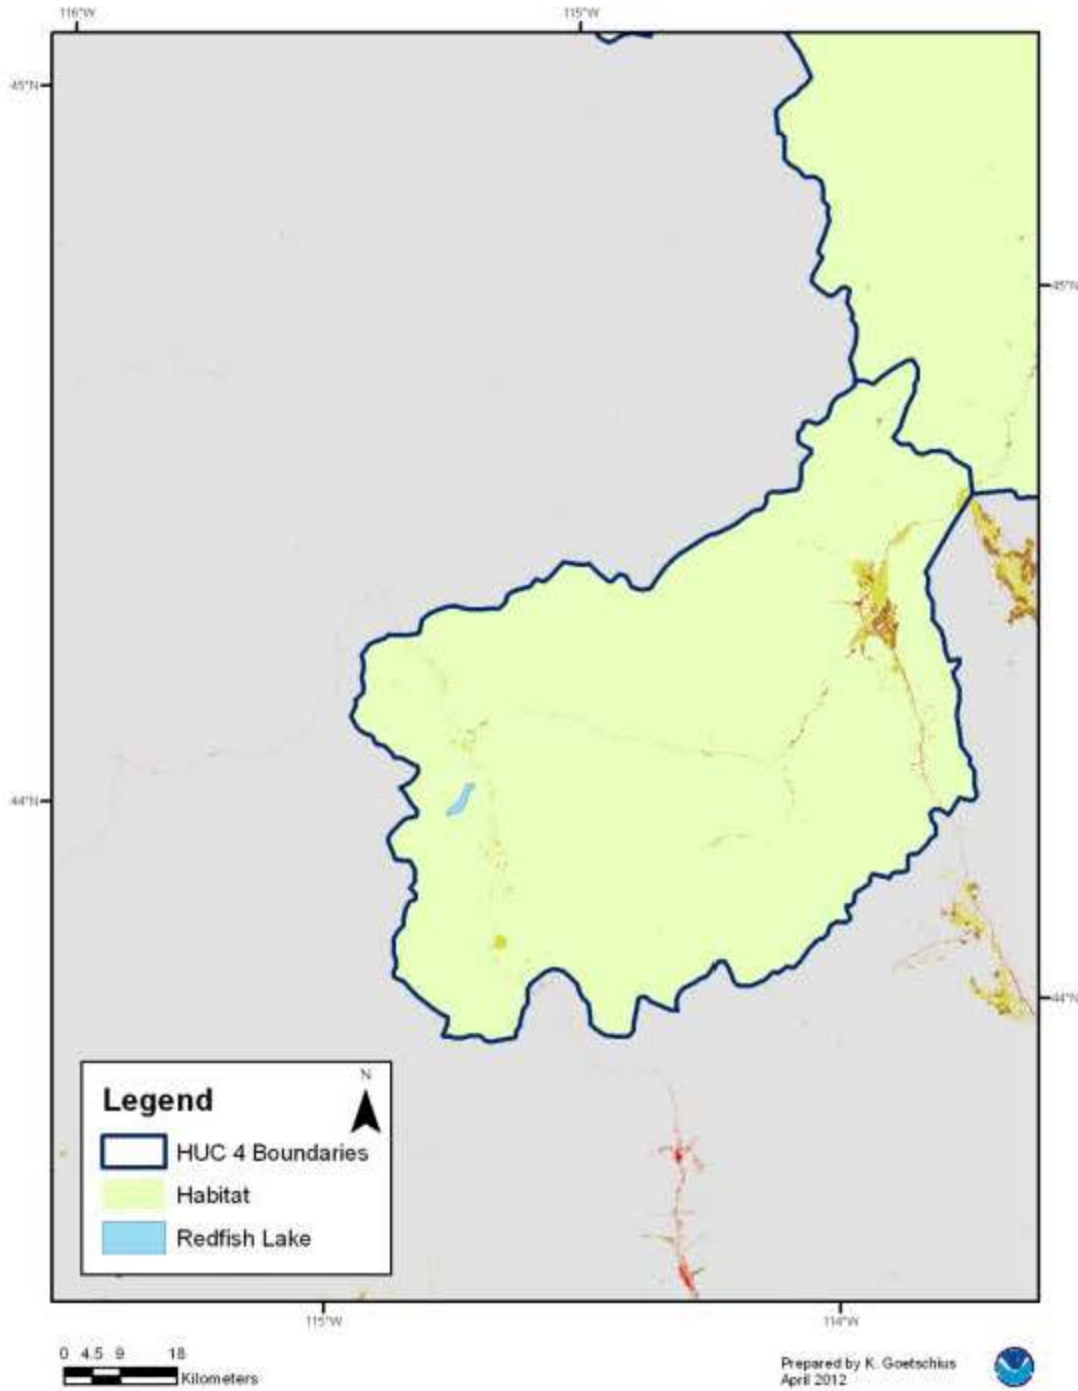 116°W 115°W
45°N
45°N
44°N
44°N
Legend
N
HUC 4 Boundaries
Habitat
Redfish Lake
115°W 114°W
0 4.5 9 18
Kilometers
Prepared by K. Goetschius
April 2012